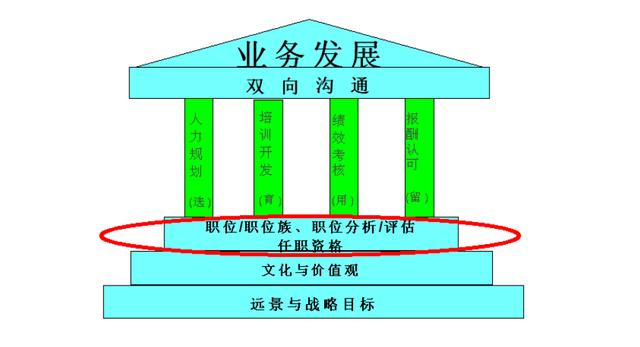 业务发展
双向沟通
人力规划
(选)
培训开发
(育)
绩效考核
(用)
报酬认可
(留)
职位/职位族、职位分析/评估
任职资格
文化与价值观
远景与战略目标